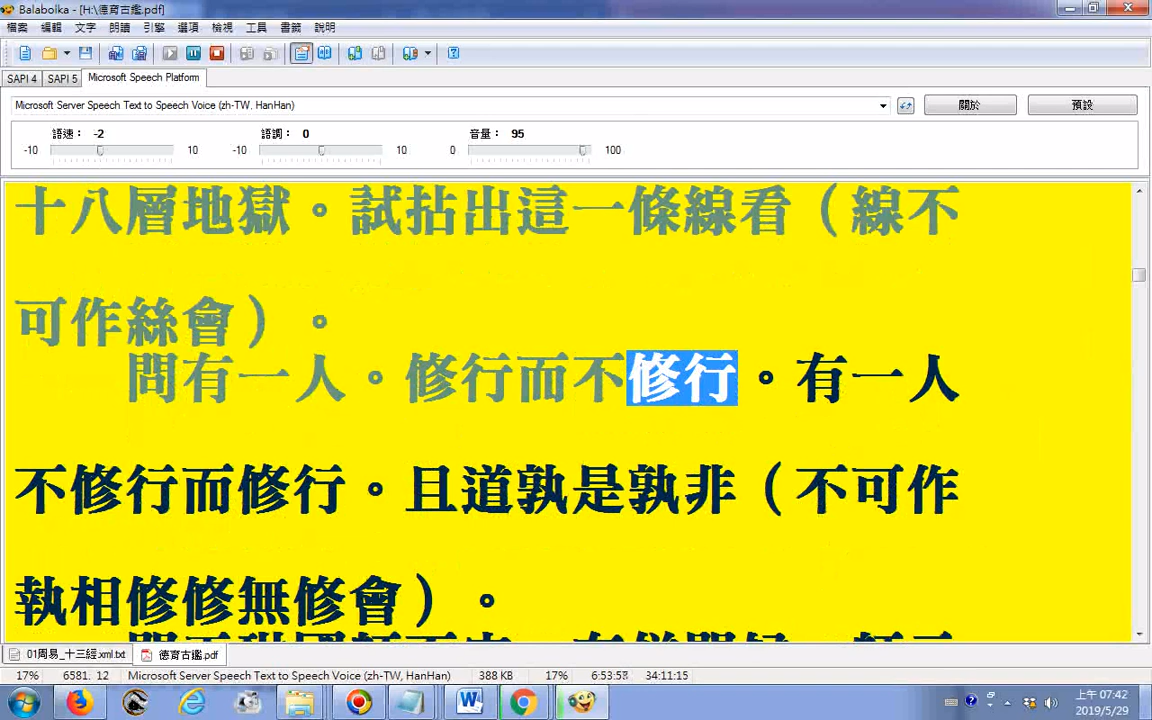 Balabolka - [H:\德育古鑑.pdf]
檔案 編輯 文字 朗讀 引擎 選項 檢視 工具 書籤 說明
SAPI 4 SAPI 5 Microsoft Speech Platform
Microsoft Server Speech Text to Speech Voice (zh-TW, HanHan) 關於 預設
語速： -2 語調： 0 音量： 95
-10 10 -10 10 0 100
十八層地獄。試拈出這一條線看（線不
可作絲會）。
問有一人。修行而不修行。有一人
不修行而修行。且道孰是孰非（不可作
執相修修無修會）。
01周易_十三經.xml.txt 德育古鑑.pdf
17% 6581. 12 Microsoft Server Speech Text to Speech Voice (zh-TW, HanHan) 388 KB 17% 6:53:58 34:11:15
上午 07:42
2019/5/29